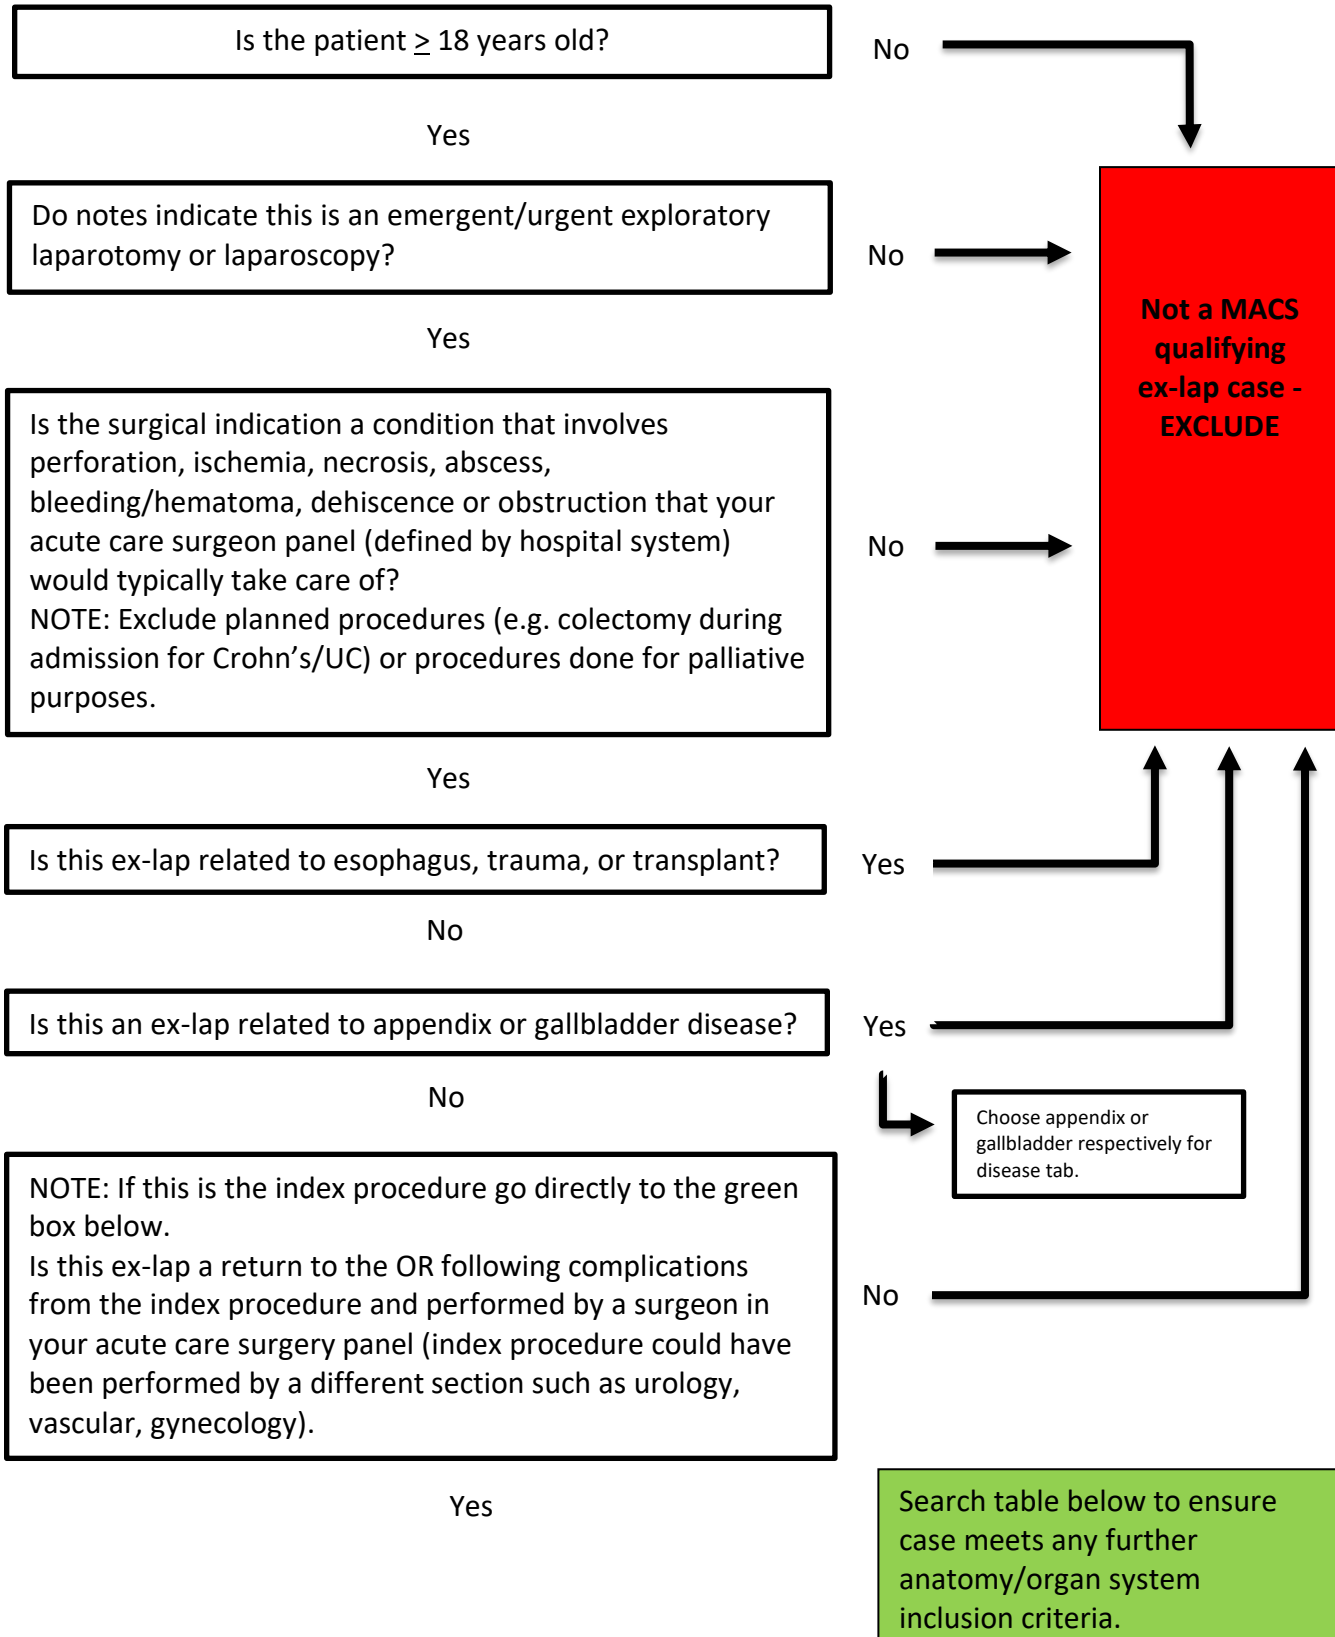 Is the patient ≥ 18 years old?
No
Yes
Do notes indicate this is an emergent/urgent exploratory
laparotomy or laparoscopy?
No
Not a MACS
qualifying
ex-lap case -
EXCLUDE
Yes
Is the surgical indication a condition that involves
perforation, ischemia, necrosis, abscess,
bleeding/hematoma, dehiscence or obstruction that your
acute care surgeon panel (defined by hospital system)
would typically take care of?
NOTE: Exclude planned procedures (e.g. colectomy during
admission for Crohn’s/UC) or procedures done for palliative
purposes.
No
Yes
Is this ex-lap related to esophagus, trauma, or transplant?
Yes
No
Is this an ex-lap related to appendix or gallbladder disease?
Yes
Choose appendix or
gallbladder respectively for
disease tab.
No
NOTE: If this is the index procedure go directly to the green
box below.
Is this ex-lap a return to the OR following complications
from the index procedure and performed by a surgeon in
your acute care surgery panel (index procedure could have
been performed by a different section such as urology,
vascular, gynecology).
No
Yes
Search table below to ensure
case meets any further
anatomy/organ system
inclusion criteria.